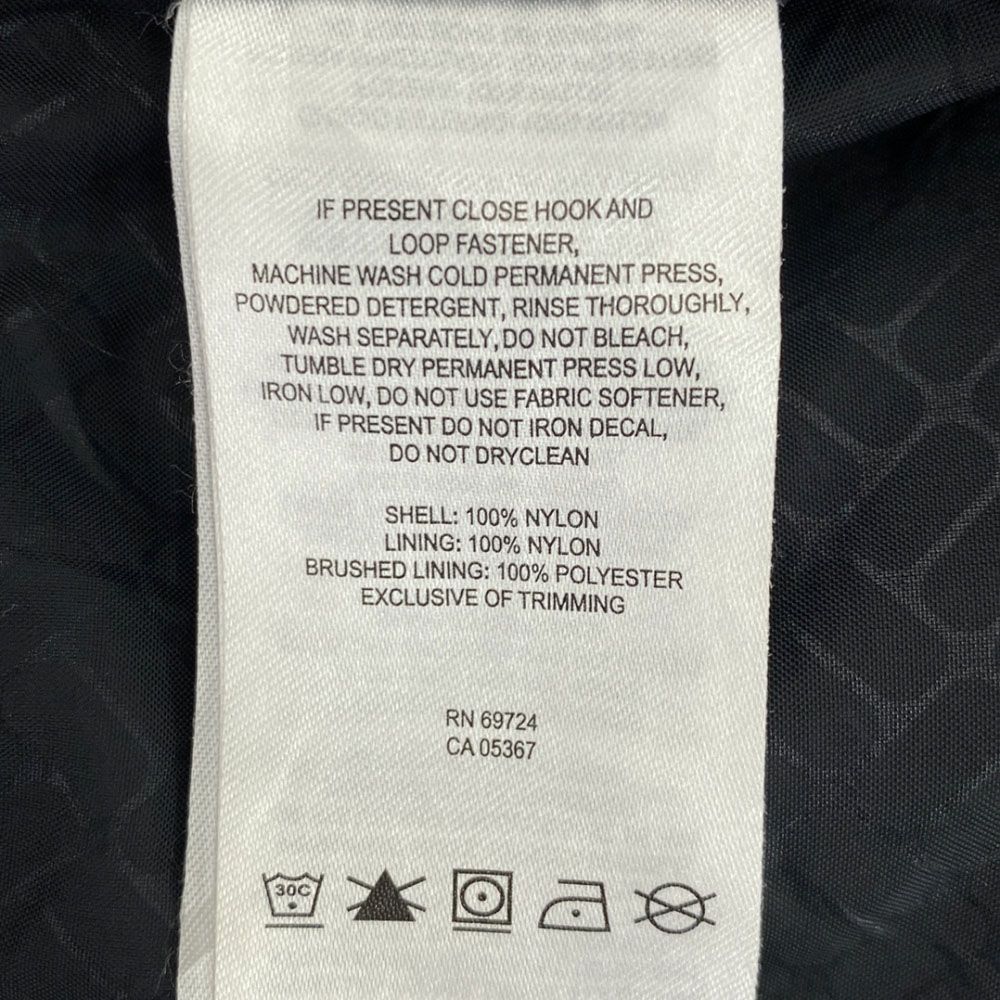 IF PRESENT CLOSE HOOK AND
LOOP FASTENER,
MACHINE WASH COLD PERMANENT PRESS,
POWDERED DETERGENT, RINSE THOROUGHLY,
WASH SEPARATELY, DO NOT BLEACH,
TUMBLE DRY PERMANENT PRESS LOW,
IRON LOW, DO NOT USE FABRIC SOFTENER,
IF PRESENT DO NOT IRON DECAL,
DO NOT DRYCLEAN
SHELL: 100% NYLON
LINING: 100% NYLON
BRUSHED LINING: 100% POLYESTER
EXCLUSIVE OF TRIMMING
RN 69724
CA 05367
30C